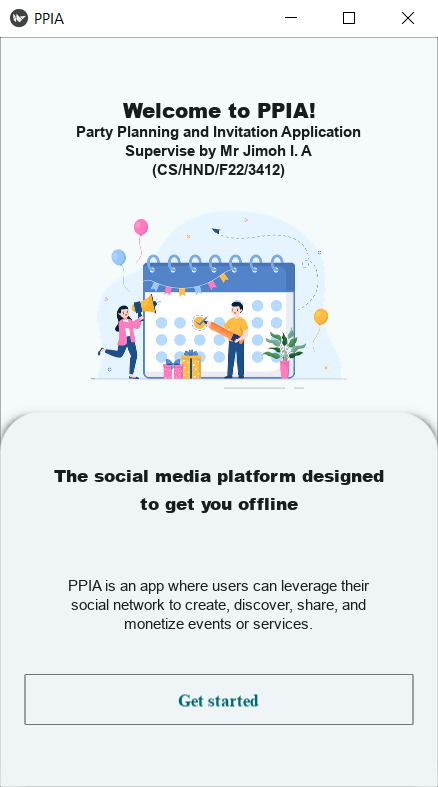 PPIA
Welcome to PPIA!
Party Planning and Invitation Application
Supervise by Mr Jimoh I. A
(CS/HND/F22/3412)
The social media platform designed
to get you offline
PPIA is an app where users can leverage their
social network to create, discover, share, and
monetize events or services.
Get started